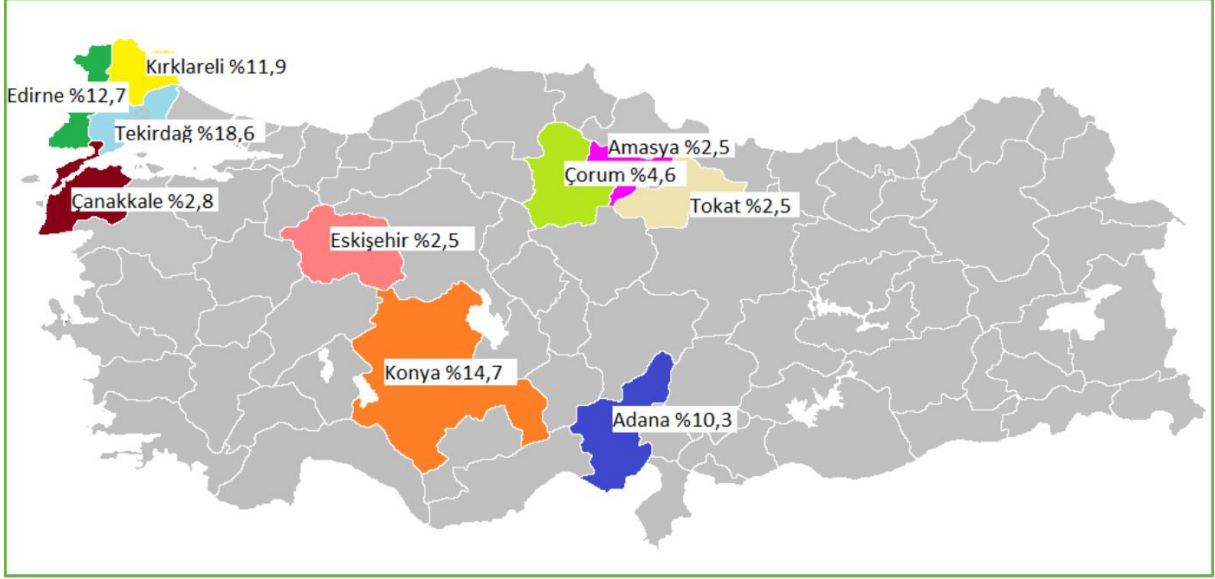 Kırklareli %11,9
Edirne %12,7
Tekirdağ %18,6
Amasya %2,5
Çorum %4,6
Çanakkale %2,8
Tokat %2,5
Eskişehir %2,5
Konya %14,7
Adana %10,3